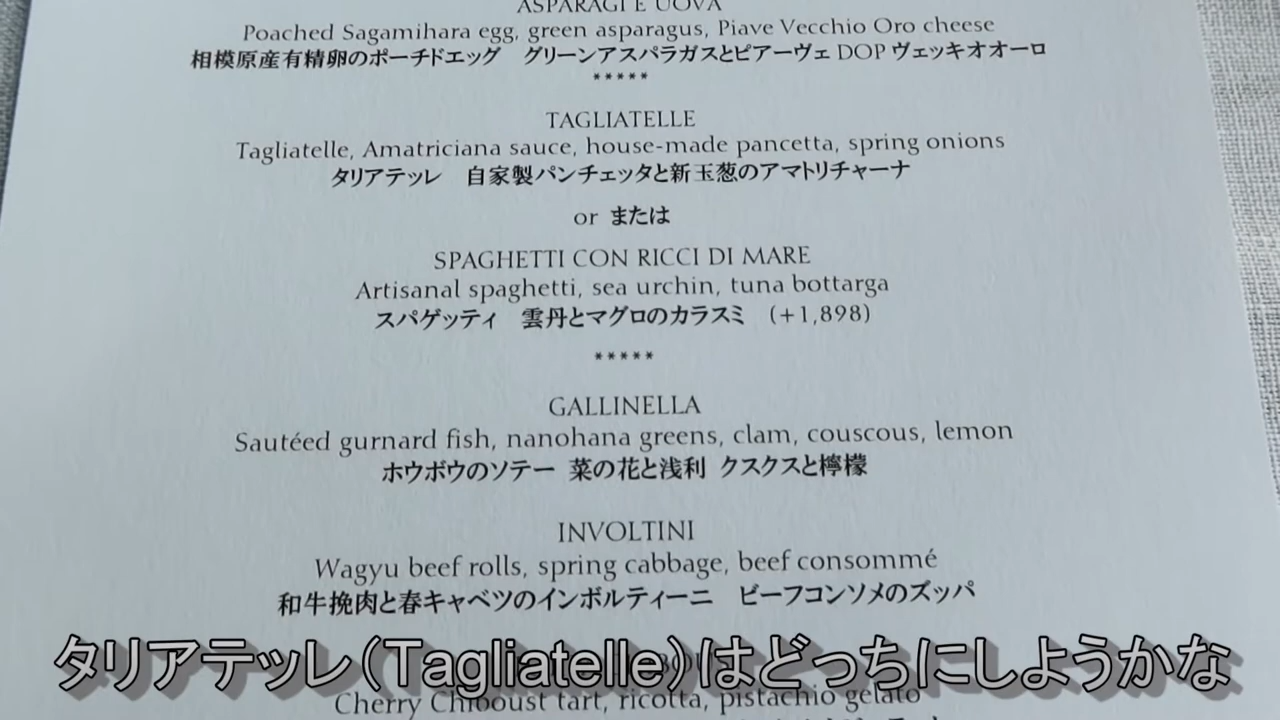 ASPARAGI E UOVA
Poached Sagamihara egg, green asparagus, Piave Vecchio Oro cheese
相模原産有精卵のポーチドエッグ　グリーンアスパラガスとピアーヴェ DOP ヴェッキオオーロ
*****
TAGLIATELLE
Tagliatelle, Amatriciana sauce, house-made pancetta, spring onions
タリアテッレ　自家製パンチェッタと新玉葱のアマトリチャーナ
or または
SPAGHETTI CON RICCI DI MARE
Artisanal spaghetti, sea urchin, tuna bottarga
スパゲッティ　雲丹とマグロのカラスミ　(+1,898)
*****
GALLINELLA
Sautéed gurnard fish, nanohana greens, clam, couscous, lemon
ホウボウのソテー 菜の花と浅利 クスクスと檸檬
INVOLTINI
Wagyu beef rolls, spring cabbage, beef consommé
和牛挽肉と春キャベツのインボルティーニ　ビーフコンソメのズッパ
タリアテッレ（Tagliatelle）はどっちにしようかな
Cherry Chiboust tart, ricotta, pistachio gelato